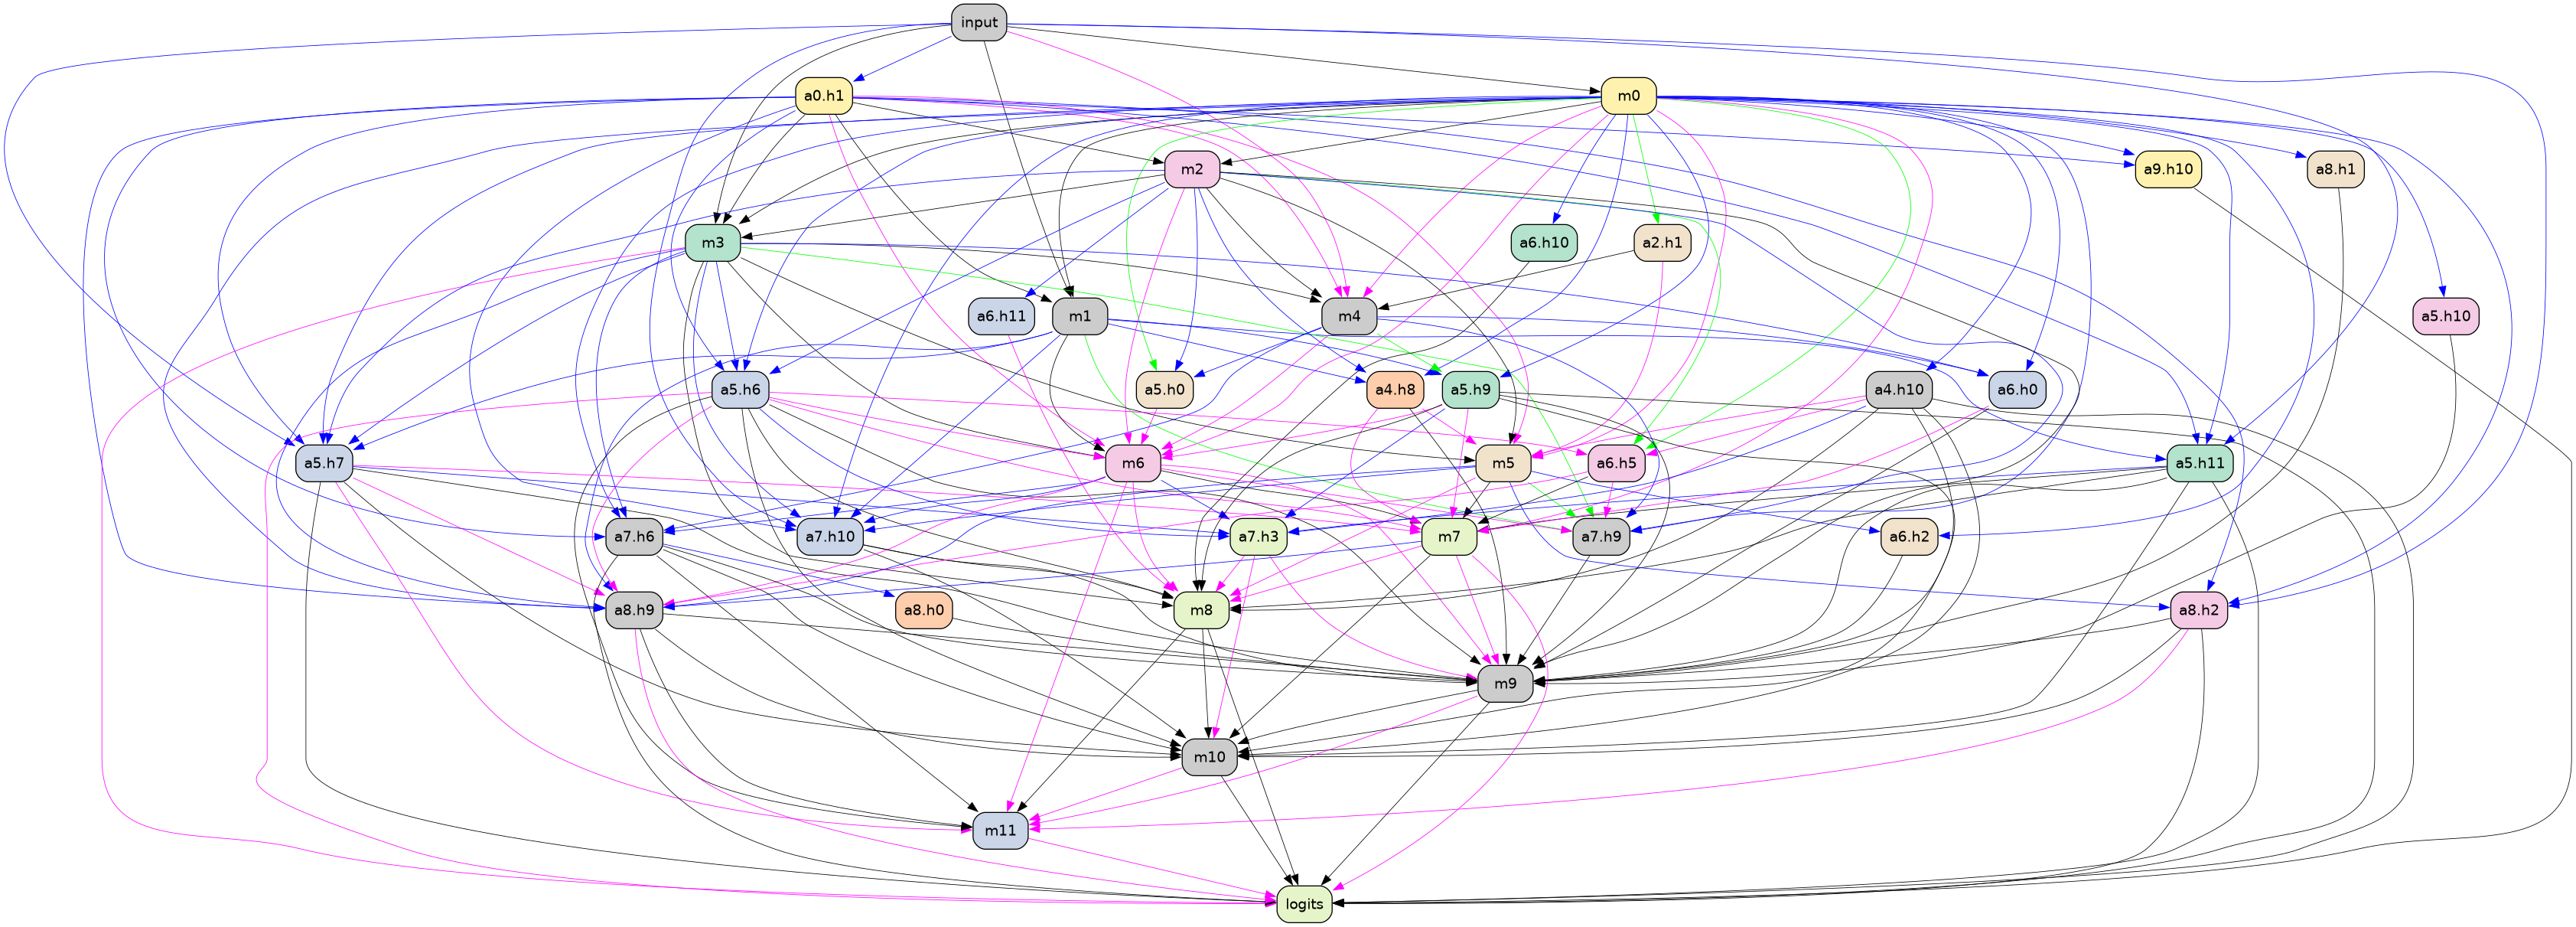 input
a0.h1 m0
m2 a9.h10 a8.h1
m3 a6.h10 a2.h1
a6.h11 m1 m4 a5.h10
a5.h6 a5.h0 a4.h8 a5.h9 a4.h10 a6.h0
a5.h7 m6 m5 a6.h5 a5.h11
a7.h6 a7.h10 a7.h3 m7 a7.h9 a6.h2
a8.h9 a8.h0 m8 a8.h2
m9
m10
m11
logits